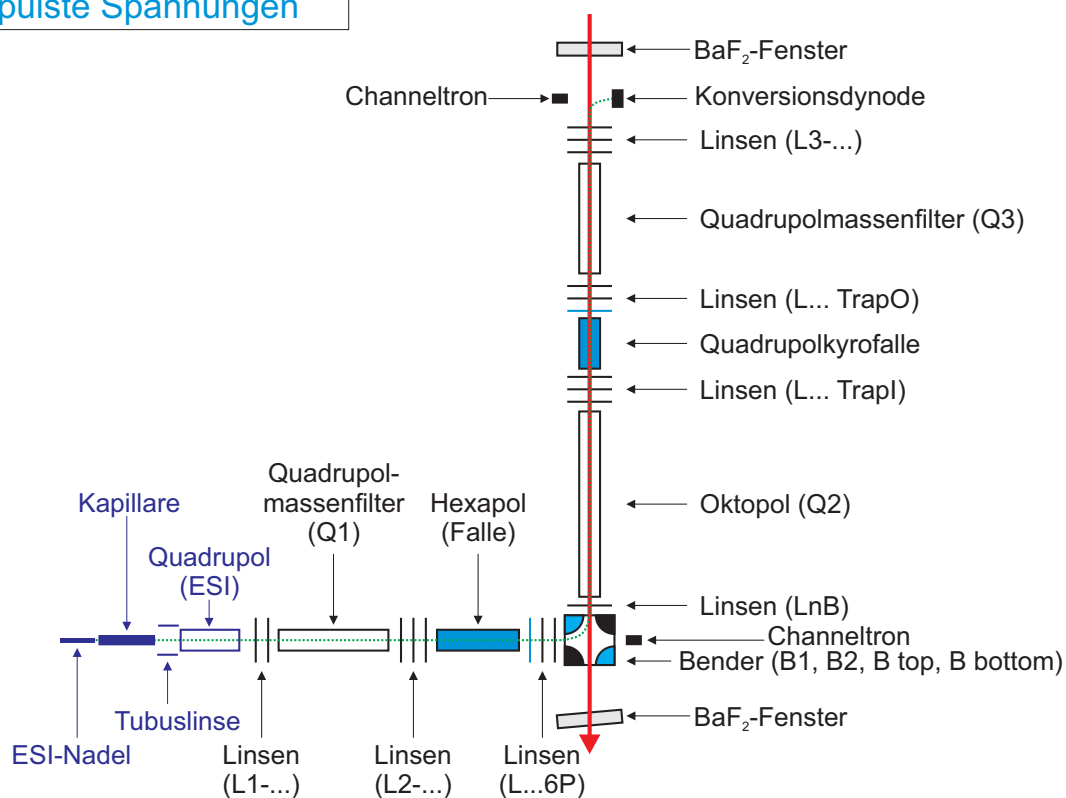 pulste Spannungen
BaF₂-Fenster
Channeltron
Konversionsdynode
Linsen (L3-...)
Quadrupolmassenfilter (Q3)
Linsen (L... TrapO)
Quadrupolkyrofalle
Linsen (L... TrapI)
Quadrupol-
massenfilter
(Q1)
Hexapol
(Falle)
Kapillare
Oktopol (Q2)
Quadrupol
(ESI)
Linsen (LnB)
Channeltron
Bender (B1, B2, B top, B bottom)
Tubuslinse
BaF₂-Fenster
ESI-Nadel
Linsen
(L1-...)
Linsen
(L2-...)
Linsen
(L...6P)